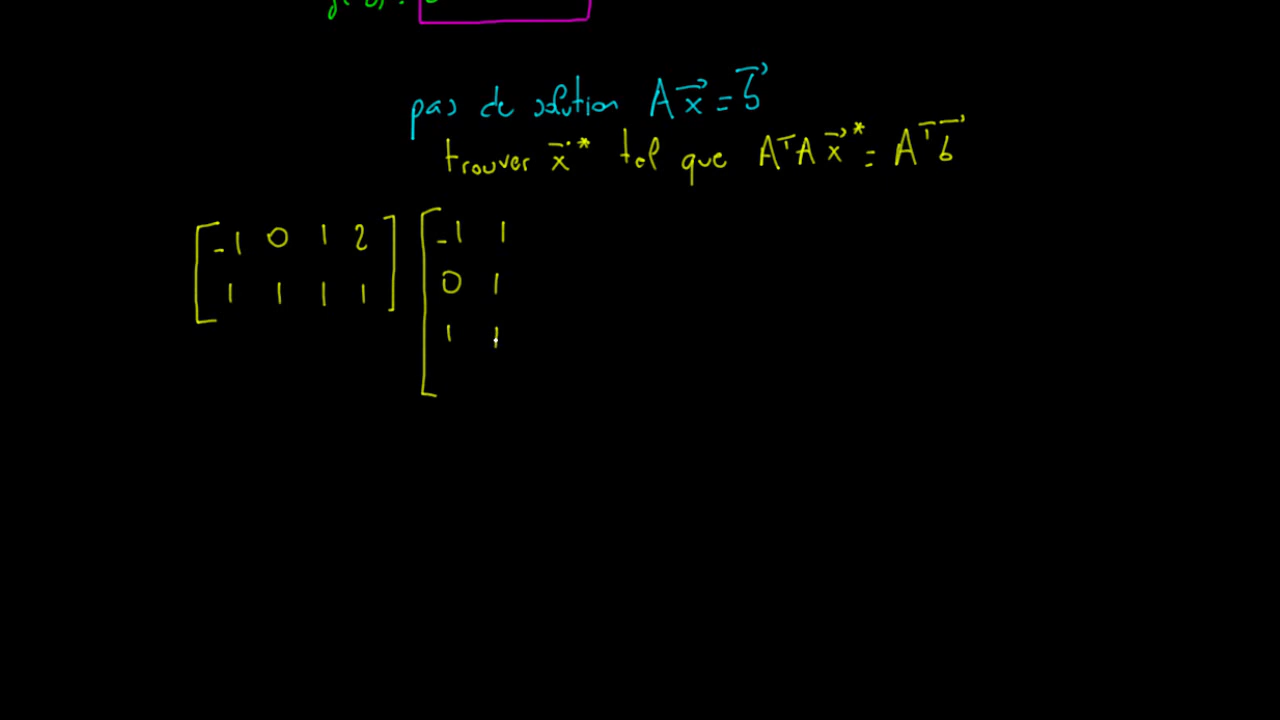 pas de solution A x⃗ = b⃗
trouver x⃗* tel que AᵀA x⃗* = Aᵀ b⃗
[ -1 0 1 2 ] [ -1 1
[ 1 1 1 1 ] [ 0 1
1 1